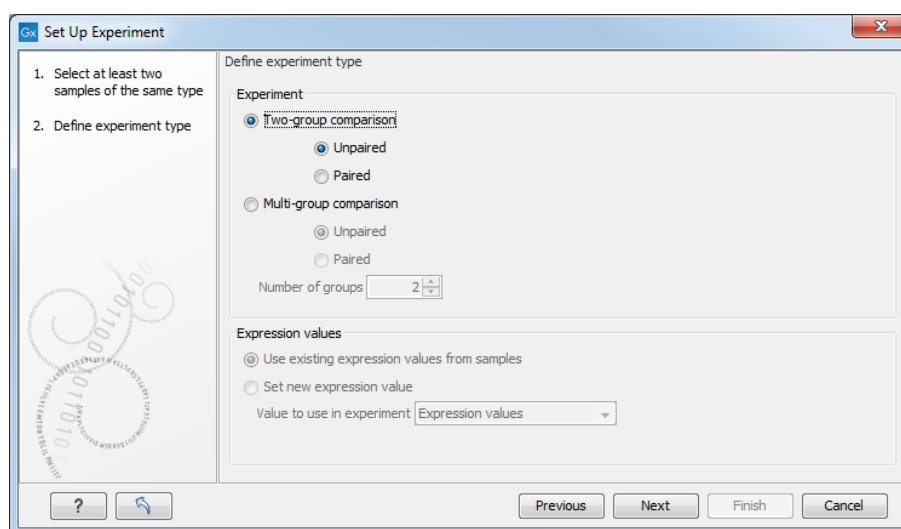 Gx Set Up Experiment
1. Select at least two
samples of the same type
2. Define experiment type
Define experiment type
Experiment
Two-group comparison
Unpaired
Paired
Multi-group comparison
Unpaired
Paired
Number of groups 2
Expression values
Use existing expression values from samples
Set new expression value
Value to use in experiment Expression values
? Previous Next Finish Cancel